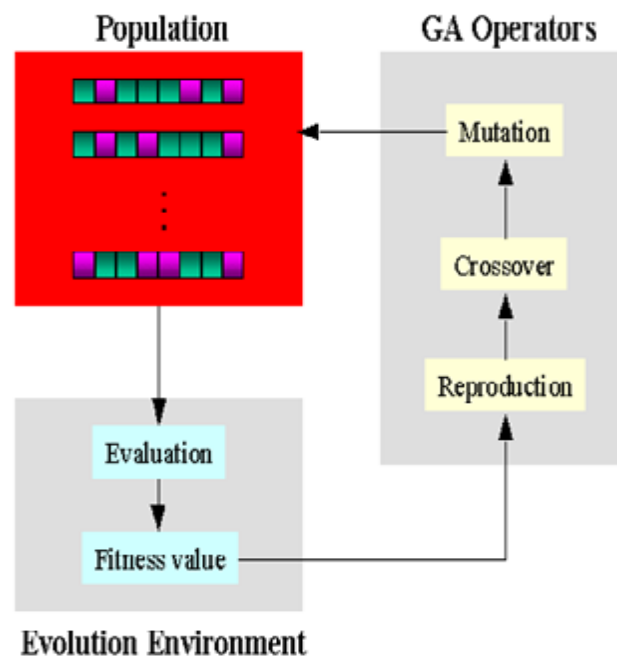 Population
GA Operators
Mutation
Crossover
Reproduction
Evaluation
Fitness value
Evolution Environment